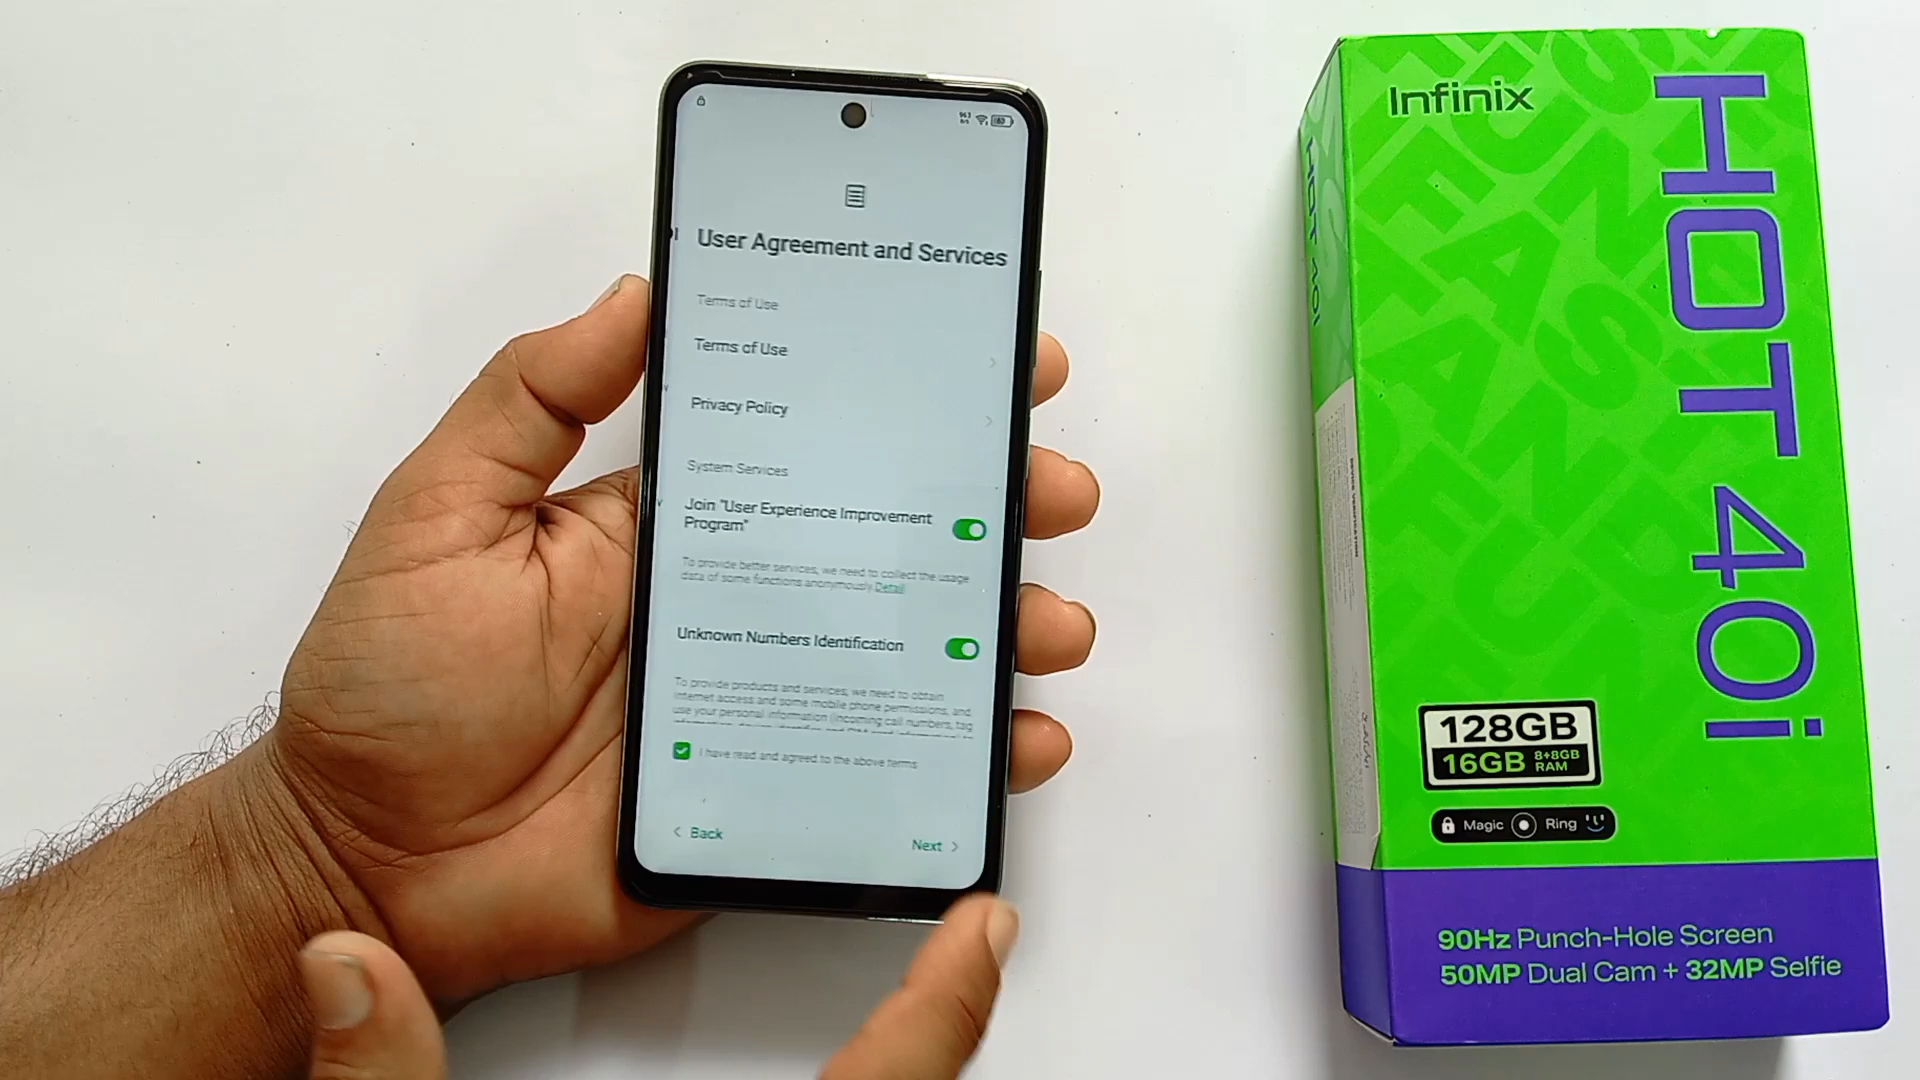 User Agreement and Services
Terms of Use
Terms of Use
Privacy Policy
System Services
Join "User Experience Improvement
Program"
To provide better services, we need to collect the usage
data of some functions anonymously. Detail
Unknown Numbers Identification
To provide products and services, we need to obtain
internet access and some mobile phone permissions, and
use your personal information (incoming call numbers, tag
I have read and agreed to the above terms
Back
Next
Infinix
HOT 40i
HOT 40i
128GB
16GB 8+8GB
RAM
Magic Ring
90Hz Punch-Hole Screen
50MP Dual Cam + 32MP Selfie